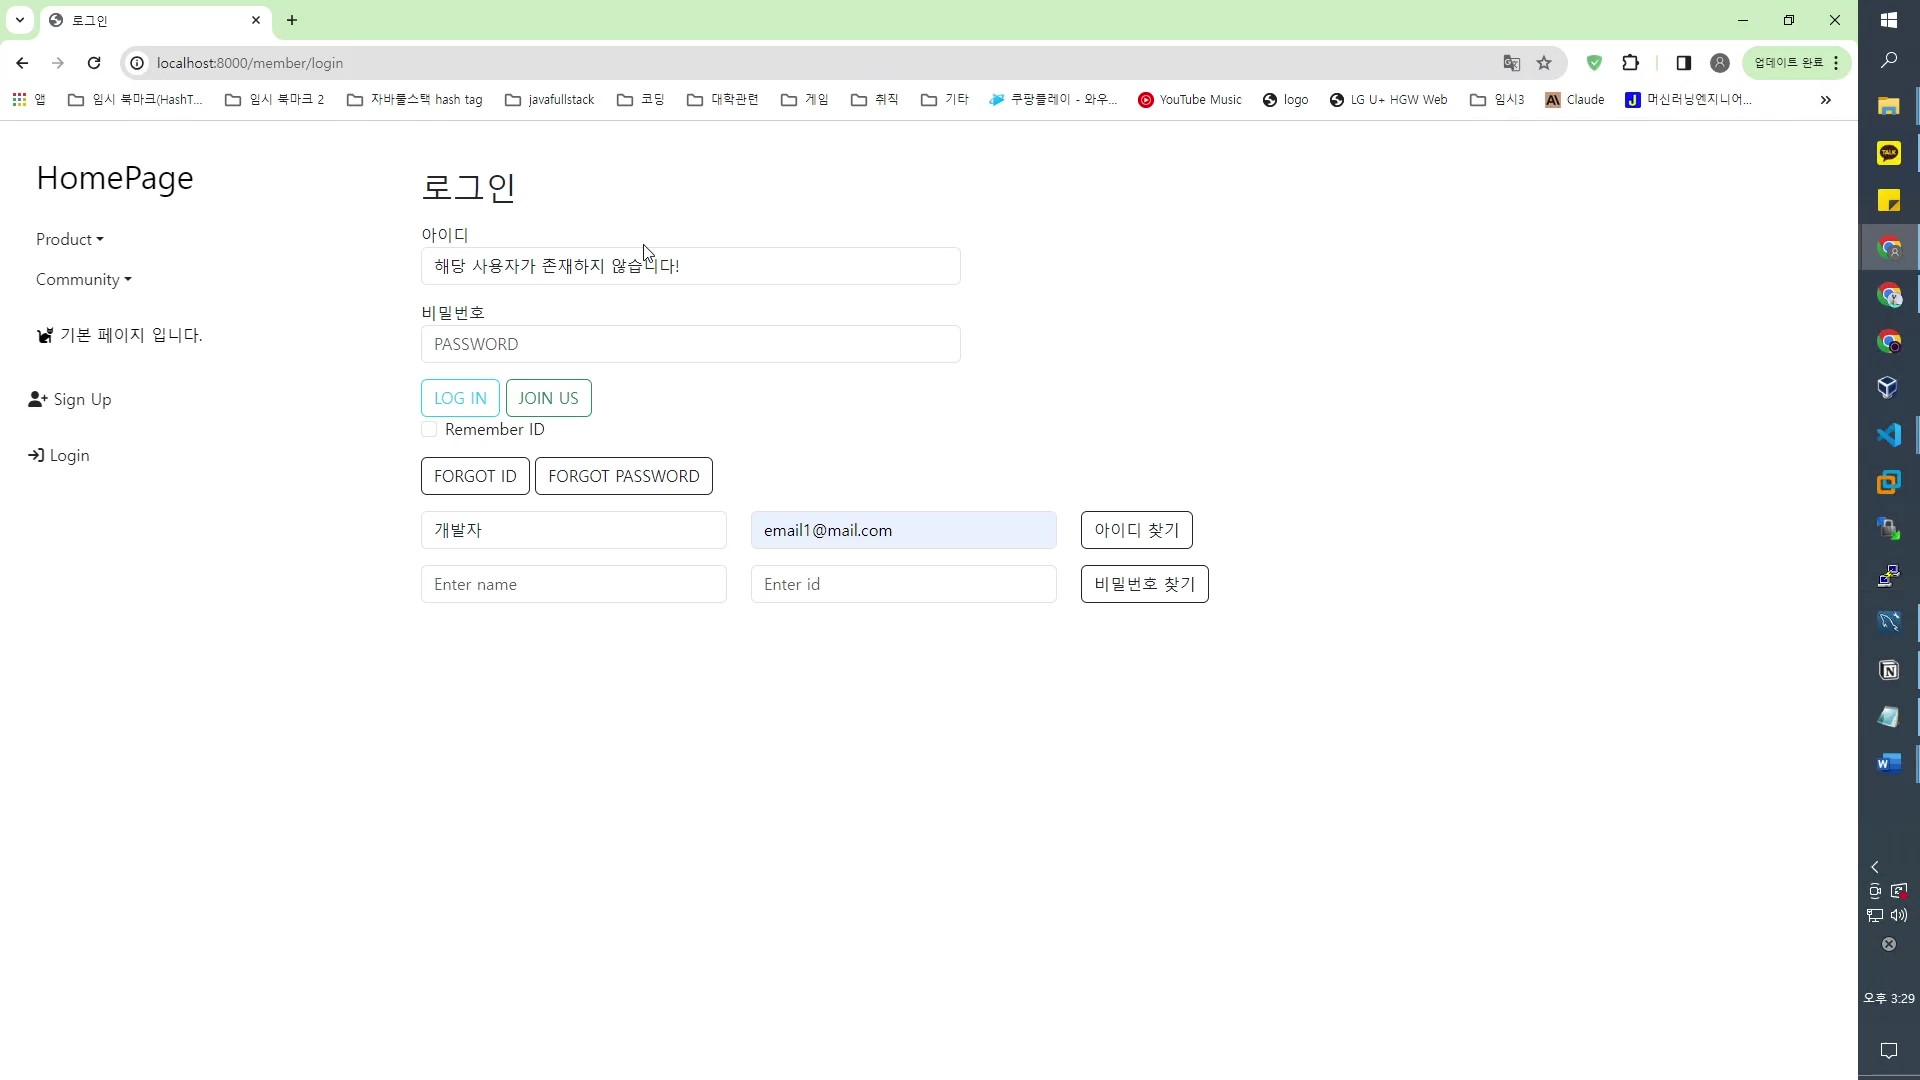 로그인
localhost:8000/member/login
업데이트 완료
앱
임시 북마크(HashT...
임시 북마크 2
자바풀스택 hash tag
javafullstack
코딩
대학관련
게임
취직
기타
쿠팡플레이 - 와우...
YouTube Music
logo
LG U+ HGW Web
임시3
Claude
머신러닝엔지니어...
HomePage
Product
Community
기본 페이지 입니다.
Sign Up
Login
로그인
아이디
해당 사용자가 존재하지 않습니다!
비밀번호
PASSWORD
LOG IN
JOIN US
Remember ID
FORGOT ID
FORGOT PASSWORD
개발자
email1@mail.com
아이디 찾기
Enter name
Enter id
비밀번호 찾기
TALK
오후 3:29